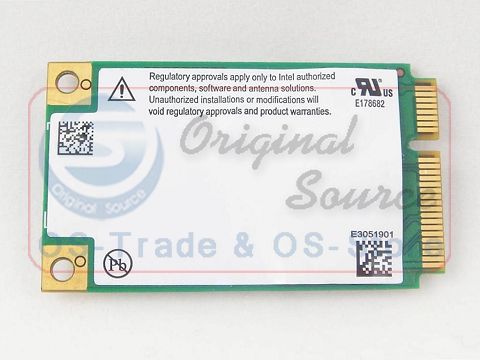 Regulatory approvals apply only to Intel authorized
components, software and antenna solutions.
Unauthorized installations or modifications will
void regulatory approvals and product warranties.
C UL US
E178682
Original
Source
Original Source
OS-Trade & OS-Store
E3051901
Pb